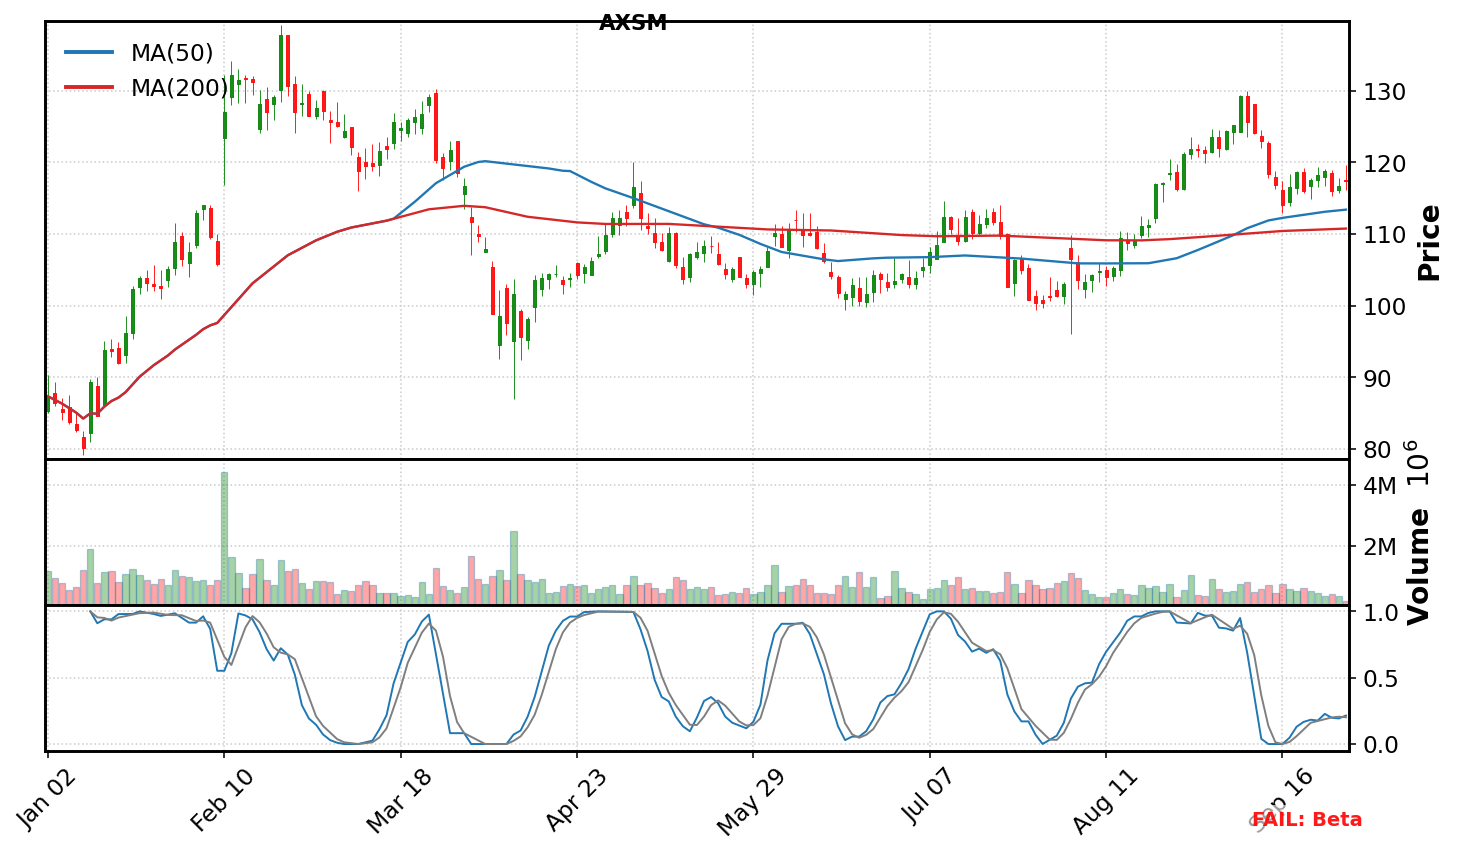 AXSM
MA(50)
MA(200)
130
120
110
100
90
80
Price
4M
2M
Volume 10^6
1.0
0.5
0.0
Jan 02
Feb 10
Mar 18
Apr 23
May 29
Jul 07
Aug 11
Sep 16
FAIL: Beta